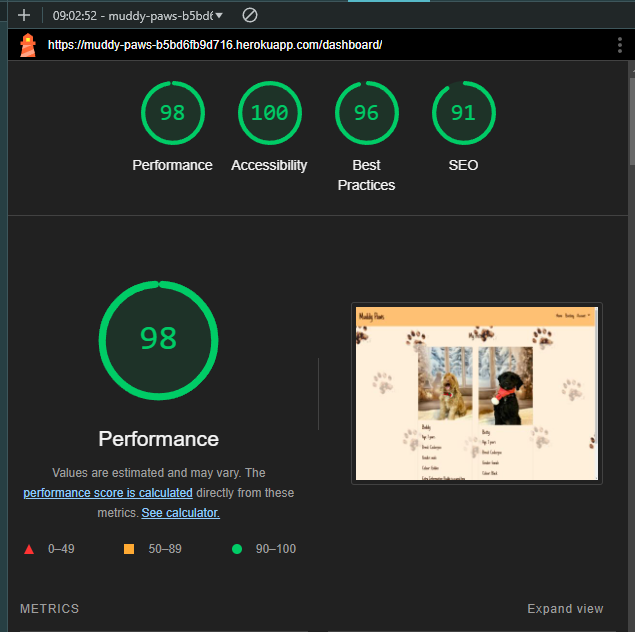 09:02:52 - muddy-paws-b5bd6
https://muddy-paws-b5bd6fb9d716.herokuapp.com/dashboard/
98 100 96 91
Performance Accessibility Best Practices SEO
98
Performance
Values are estimated and may vary. The
performance score is calculated directly from these
metrics. See calculator.
0–49 50–89 90–100
Muddy Paws
Home Booking Account
Buddy
Age: 3 years
Betty
METRICS
Expand view